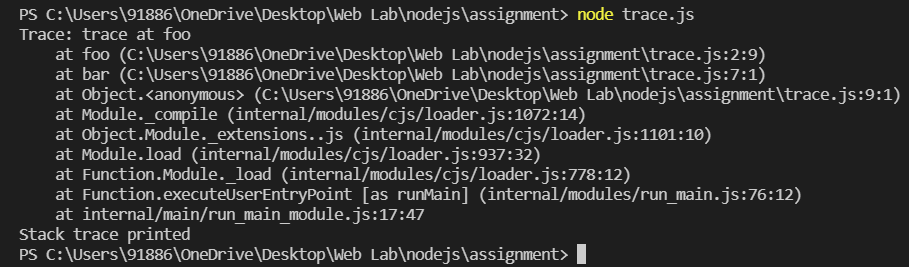 PS C:\Users\91886\OneDrive\Desktop\Web Lab\nodejs\assignment> node trace.js
Trace: trace at foo
    at foo (C:\Users\91886\OneDrive\Desktop\Web Lab\nodejs\assignment\trace.js:2:9)
    at bar (C:\Users\91886\OneDrive\Desktop\Web Lab\nodejs\assignment\trace.js:7:1)
    at Object.<anonymous> (C:\Users\91886\OneDrive\Desktop\Web Lab\nodejs\assignment\trace.js:9:1)
    at Module._compile (internal/modules/cjs/loader.js:1072:14)
    at Object.Module._extensions..js (internal/modules/cjs/loader.js:1101:10)
    at Module.load (internal/modules/cjs/loader.js:937:32)
    at Function.Module._load (internal/modules/cjs/loader.js:778:12)
    at Function.executeUserEntryPoint [as runMain] (internal/modules/run_main.js:76:12)
    at internal/main/run_main_module.js:17:47
Stack trace printed
PS C:\Users\91886\OneDrive\Desktop\Web Lab\nodejs\assignment>